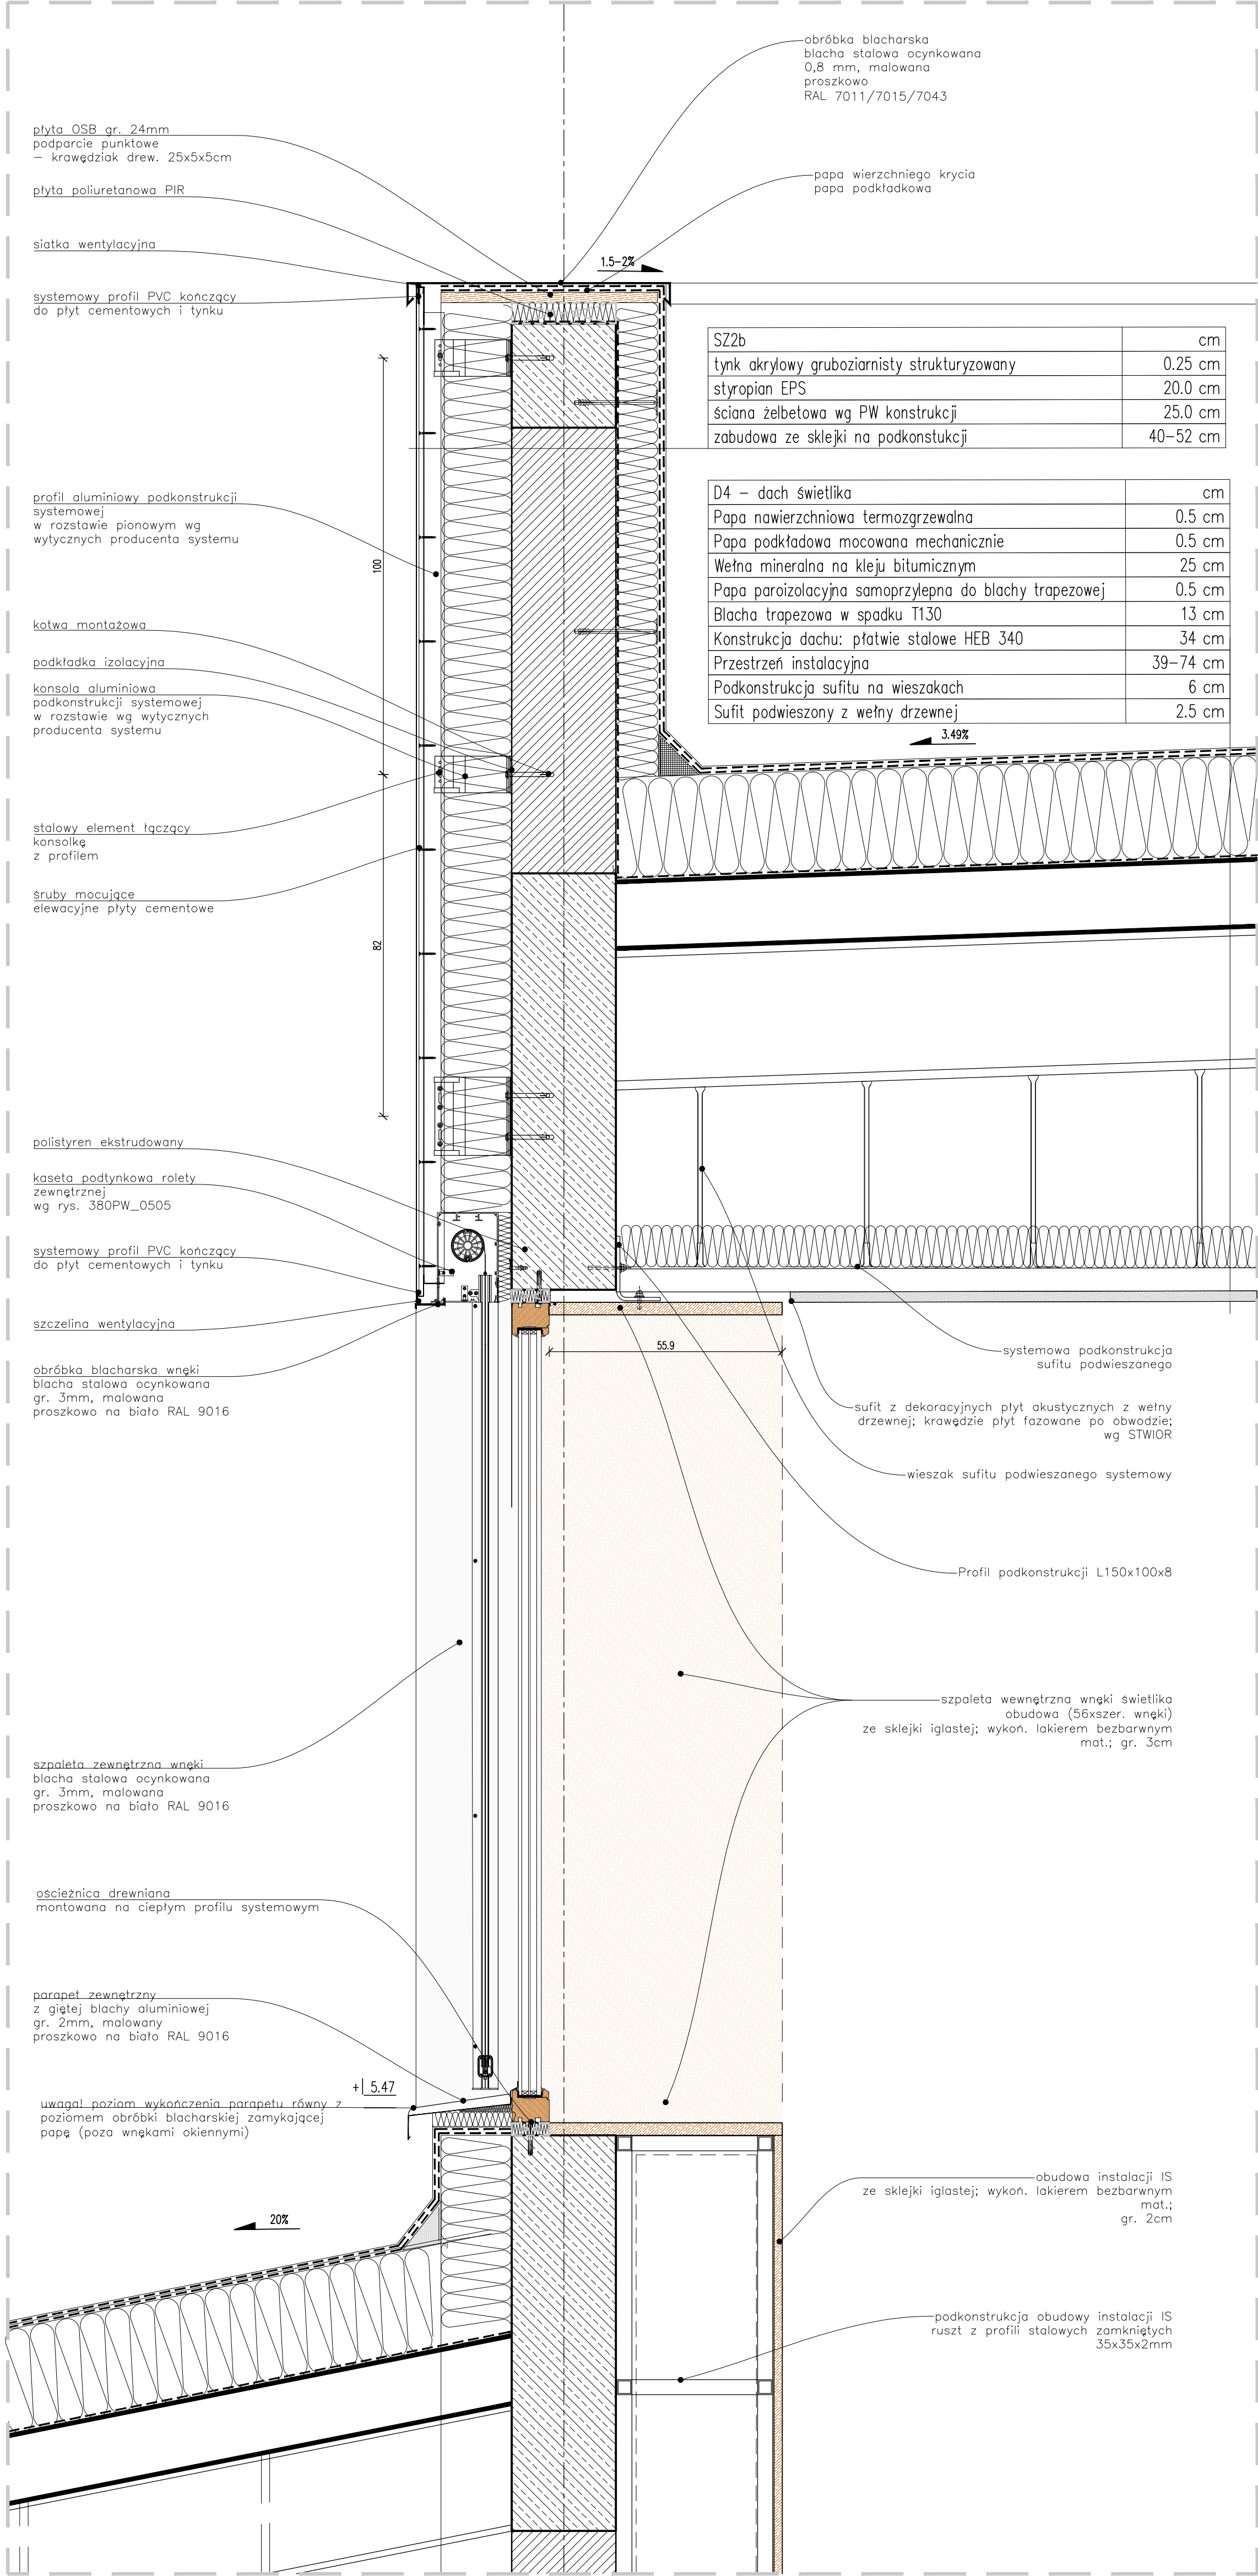 obróbka blacharska
blacha stalowa ocynkowana
0,8 mm, malowana
proszkowo
RAL 7011/7015/7043
płyta OSB gr. 24mm
podparcie punktowe
– krawędziak drew. 25x5x5cm
papa wierzchniego krycia
papa podkładkowa
płyta poliuretanowa PIR
siatka wentylacyjna
1.5–2%
systemowy profil PVC kończący
do płyt cementowych i tynku
SZ2b cm
tynk akrylowy gruboziarnisty strukturyzowany 0.25 cm
styropian EPS 20.0 cm
ściana żelbetowa wg PW konstrukcji 25.0 cm
zabudowa ze sklejki na podkonstukcji 40–52 cm
D4 – dach świetlika cm
Papa nawierzchniowa termozgrzewalna 0.5 cm
Papa podkładowa mocowana mechanicznie 0.5 cm
Wełna mineralna na kleju bitumicznym 25 cm
Papa paroizolacyjna samoprzylepna do blachy trapezowej 0.5 cm
Blacha trapezowa w spadku T130 13 cm
Konstrukcja dachu: płatwie stalowe HEB 340 34 cm
Przestrzeń instalacyjna 39–74 cm
Podkonstrukcja sufitu na wieszakach 6 cm
Sufit podwieszony z wełny drzewnej 2.5 cm
3.49%
profil aluminiowy podkonstrukcji
systemowej
w rozstawie pionowym wg
wytycznych producenta systemu
100
kotwa montażowa
podkładka izolacyjna
konsola aluminiowa
podkonstrukcji systemowej
w rozstawie wg wytycznych
producenta systemu
stalowy element łączący
konsolkę
z profilem
śruby mocujące
elewacyjne płyty cementowe
82
polistyren ekstrudowany
kaseta podtynkowa rolety
zewnętrznej
wg rys. 380PW_0505
systemowy profil PVC kończący
do płyt cementowych i tynku
szczelina wentylacyjna
obróbka blacharska wnęki
blacha stalowa ocynkowana
gr. 3mm, malowana
proszkowo na biało RAL 9016
55.9
systemowa podkonstrukcja
sufitu podwieszanego
sufit z dekoracyjnych płyt akustycznych z wełny
drzewnej; krawędzie płyt fazowane po obwodzie;
wg STWIOR
wieszak sufitu podwieszanego systemowy
Profil podkonstrukcji L150x100x8
szpaleta wewnętrzna wnęki świetlika
obudowa (56xszer. wnęki)
ze sklejki iglastej; wykoń. lakierem bezbarwnym
mat.; gr. 3cm
szpaleta zewnętrzna wnęki
blacha stalowa ocynkowana
gr. 3mm, malowana
proszkowo na biało RAL 9016
ościeżnica drewniana
montowana na ciepłym profilu systemowym
parapet zewnętrzny
z giętej blachy aluminiowej
gr. 2mm, malowany
proszkowo na biało RAL 9016
+ 5.47
uwaga! poziom wykończenia parapetu równy z
poziomem obróbki blacharskiej zamykającej
papę (poza wnękami okiennymi)
20%
obudowa instalacji IS
ze sklejki iglastej; wykoń. lakierem bezbarwnym
mat.;
gr. 2cm
podkonstrukcja obudowy instalacji IS
ruszt z profili stalowych zamkniętych
35x35x2mm